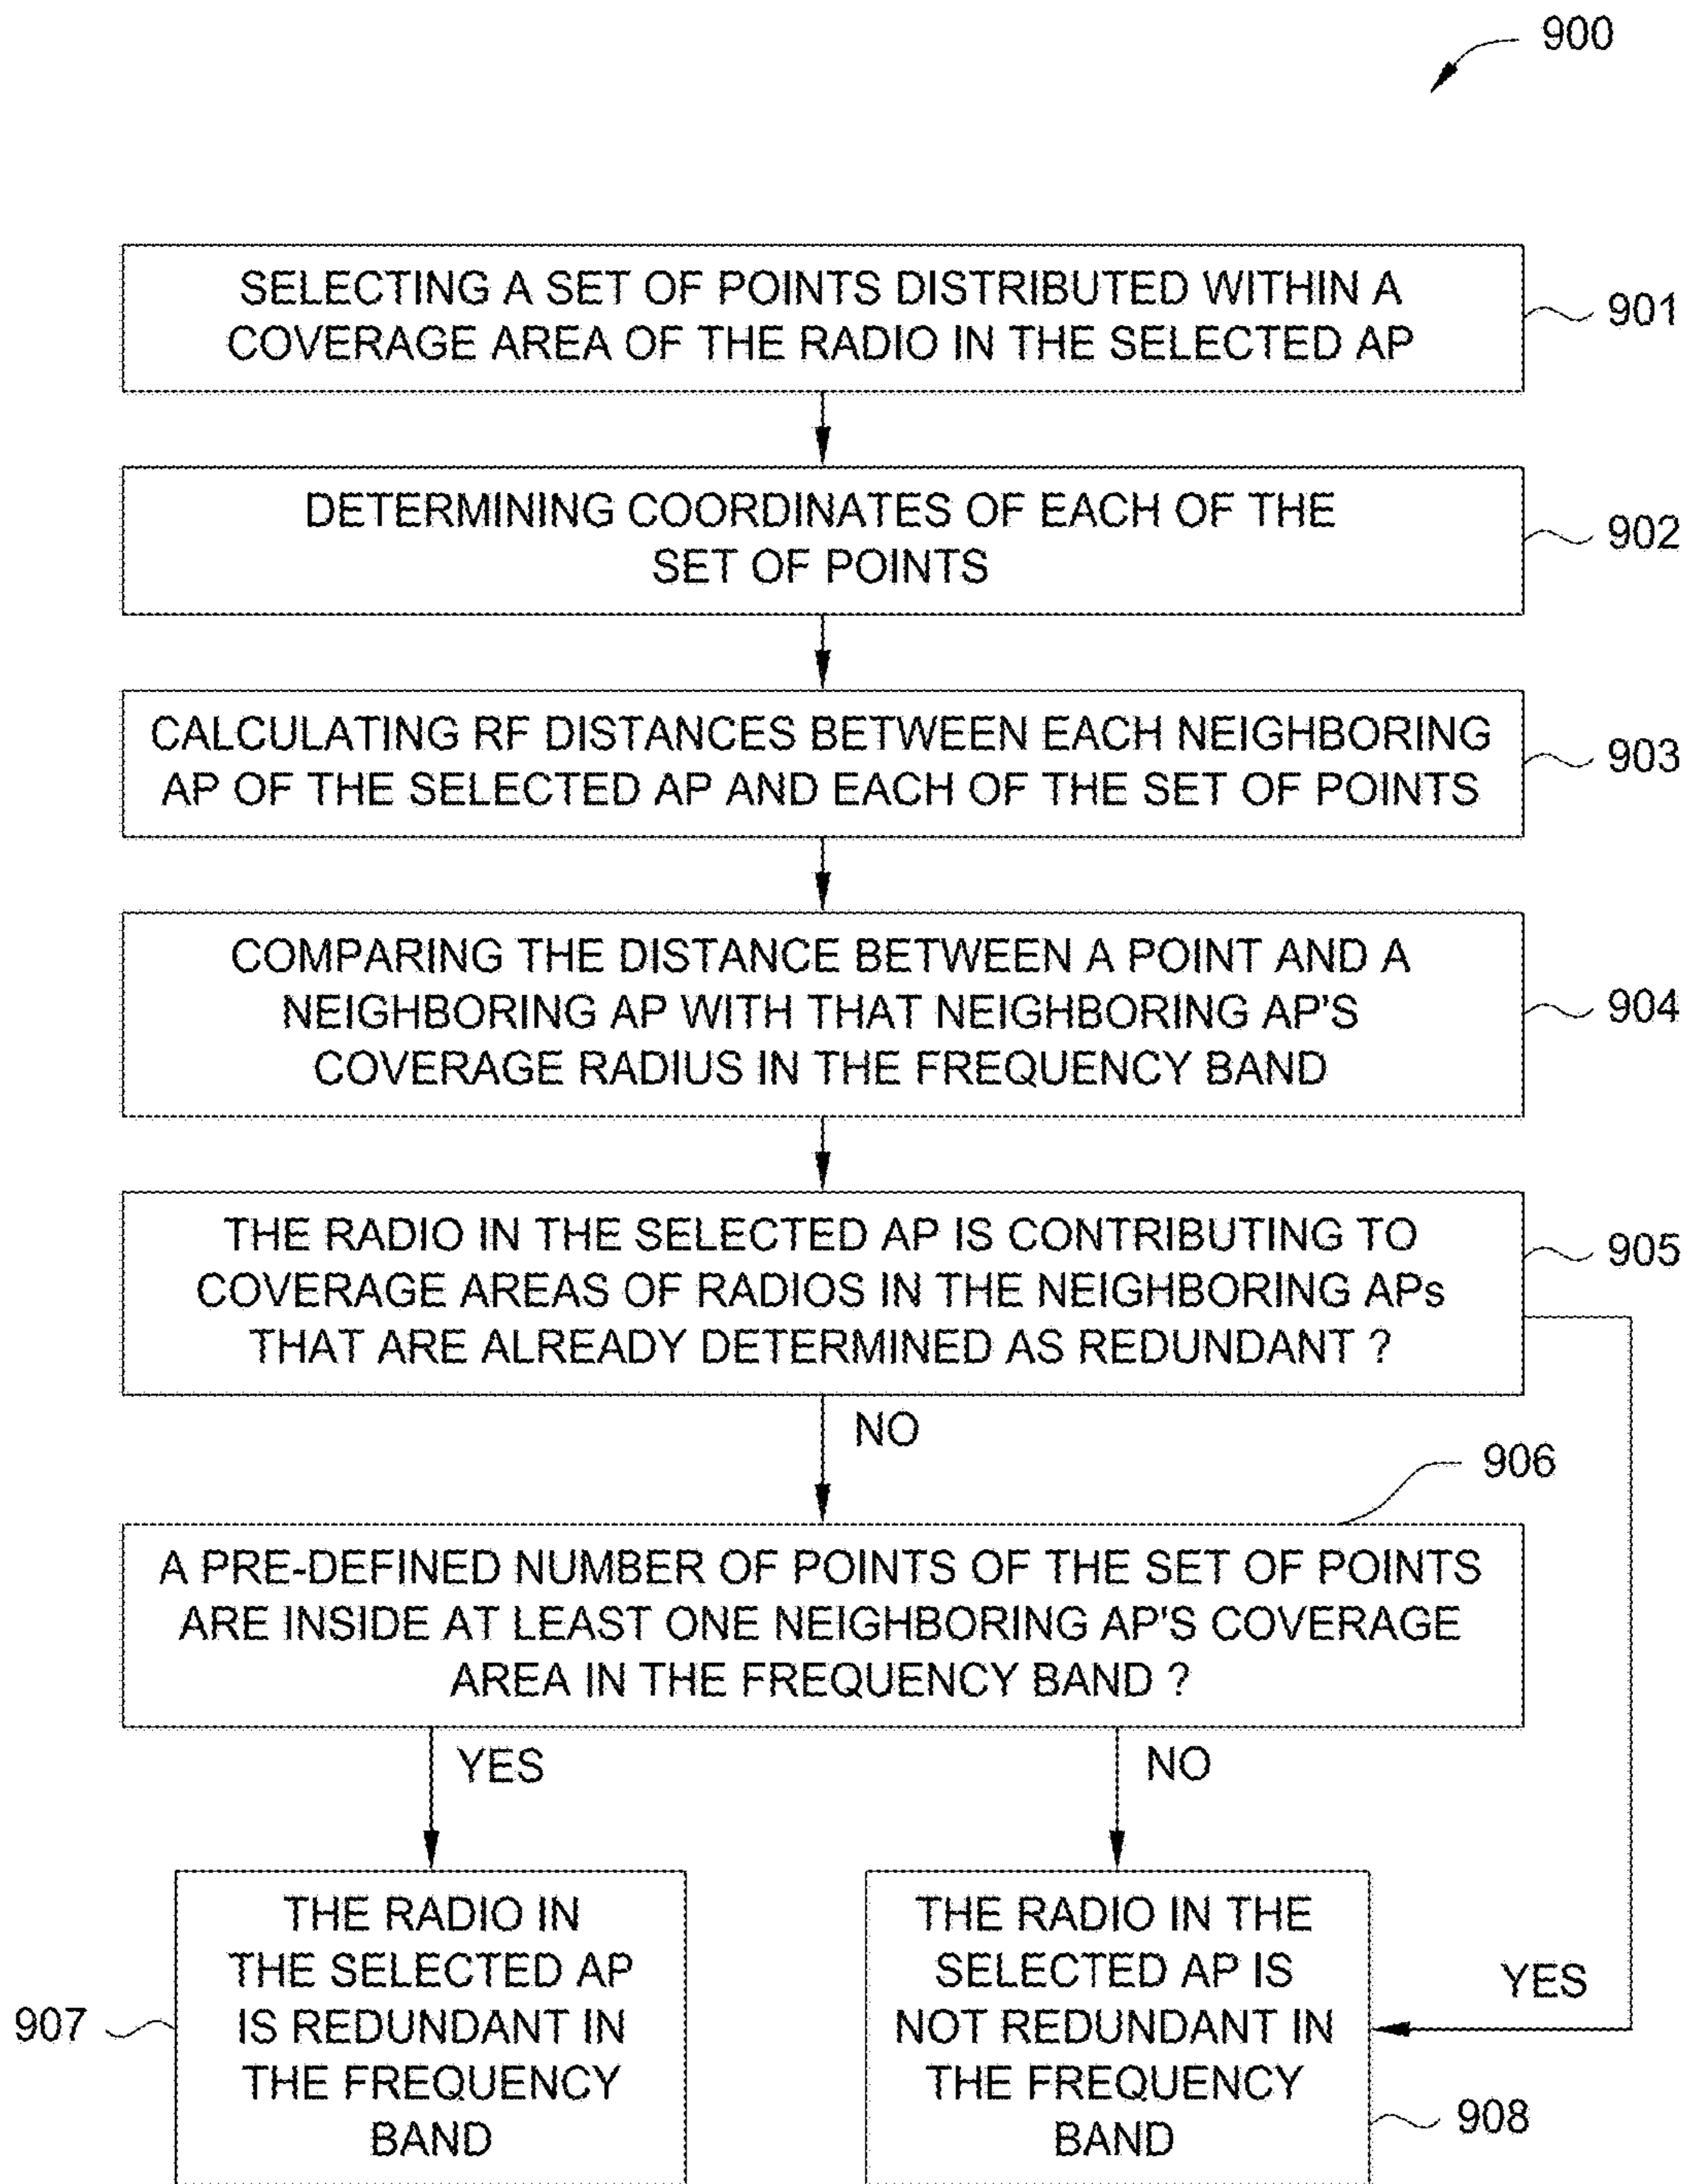 900
SELECTING A SET OF POINTS DISTRIBUTED WITHIN A
COVERAGE AREA OF THE RADIO IN THE SELECTED AP
901
DETERMINING COORDINATES OF EACH OF THE
SET OF POINTS
902
CALCULATING RF DISTANCES BETWEEN EACH NEIGHBORING
AP OF THE SELECTED AP AND EACH OF THE SET OF POINTS
903
COMPARING THE DISTANCE BETWEEN A POINT AND A
NEIGHBORING AP WITH THAT NEIGHBORING AP'S
COVERAGE RADIUS IN THE FREQUENCY BAND
904
THE RADIO IN THE SELECTED AP IS CONTRIBUTING TO
COVERAGE AREAS OF RADIOS IN THE NEIGHBORING APs
THAT ARE ALREADY DETERMINED AS REDUNDANT ?
905
NO
906
A PRE-DEFINED NUMBER OF POINTS OF THE SET OF POINTS
ARE INSIDE AT LEAST ONE NEIGHBORING AP'S COVERAGE
AREA IN THE FREQUENCY BAND ?
YES
NO
THE RADIO IN
THE SELECTED AP
IS REDUNDANT IN
THE FREQUENCY
BAND
907
THE RADIO IN THE
SELECTED AP IS
NOT REDUNDANT IN
THE FREQUENCY
BAND
YES
908